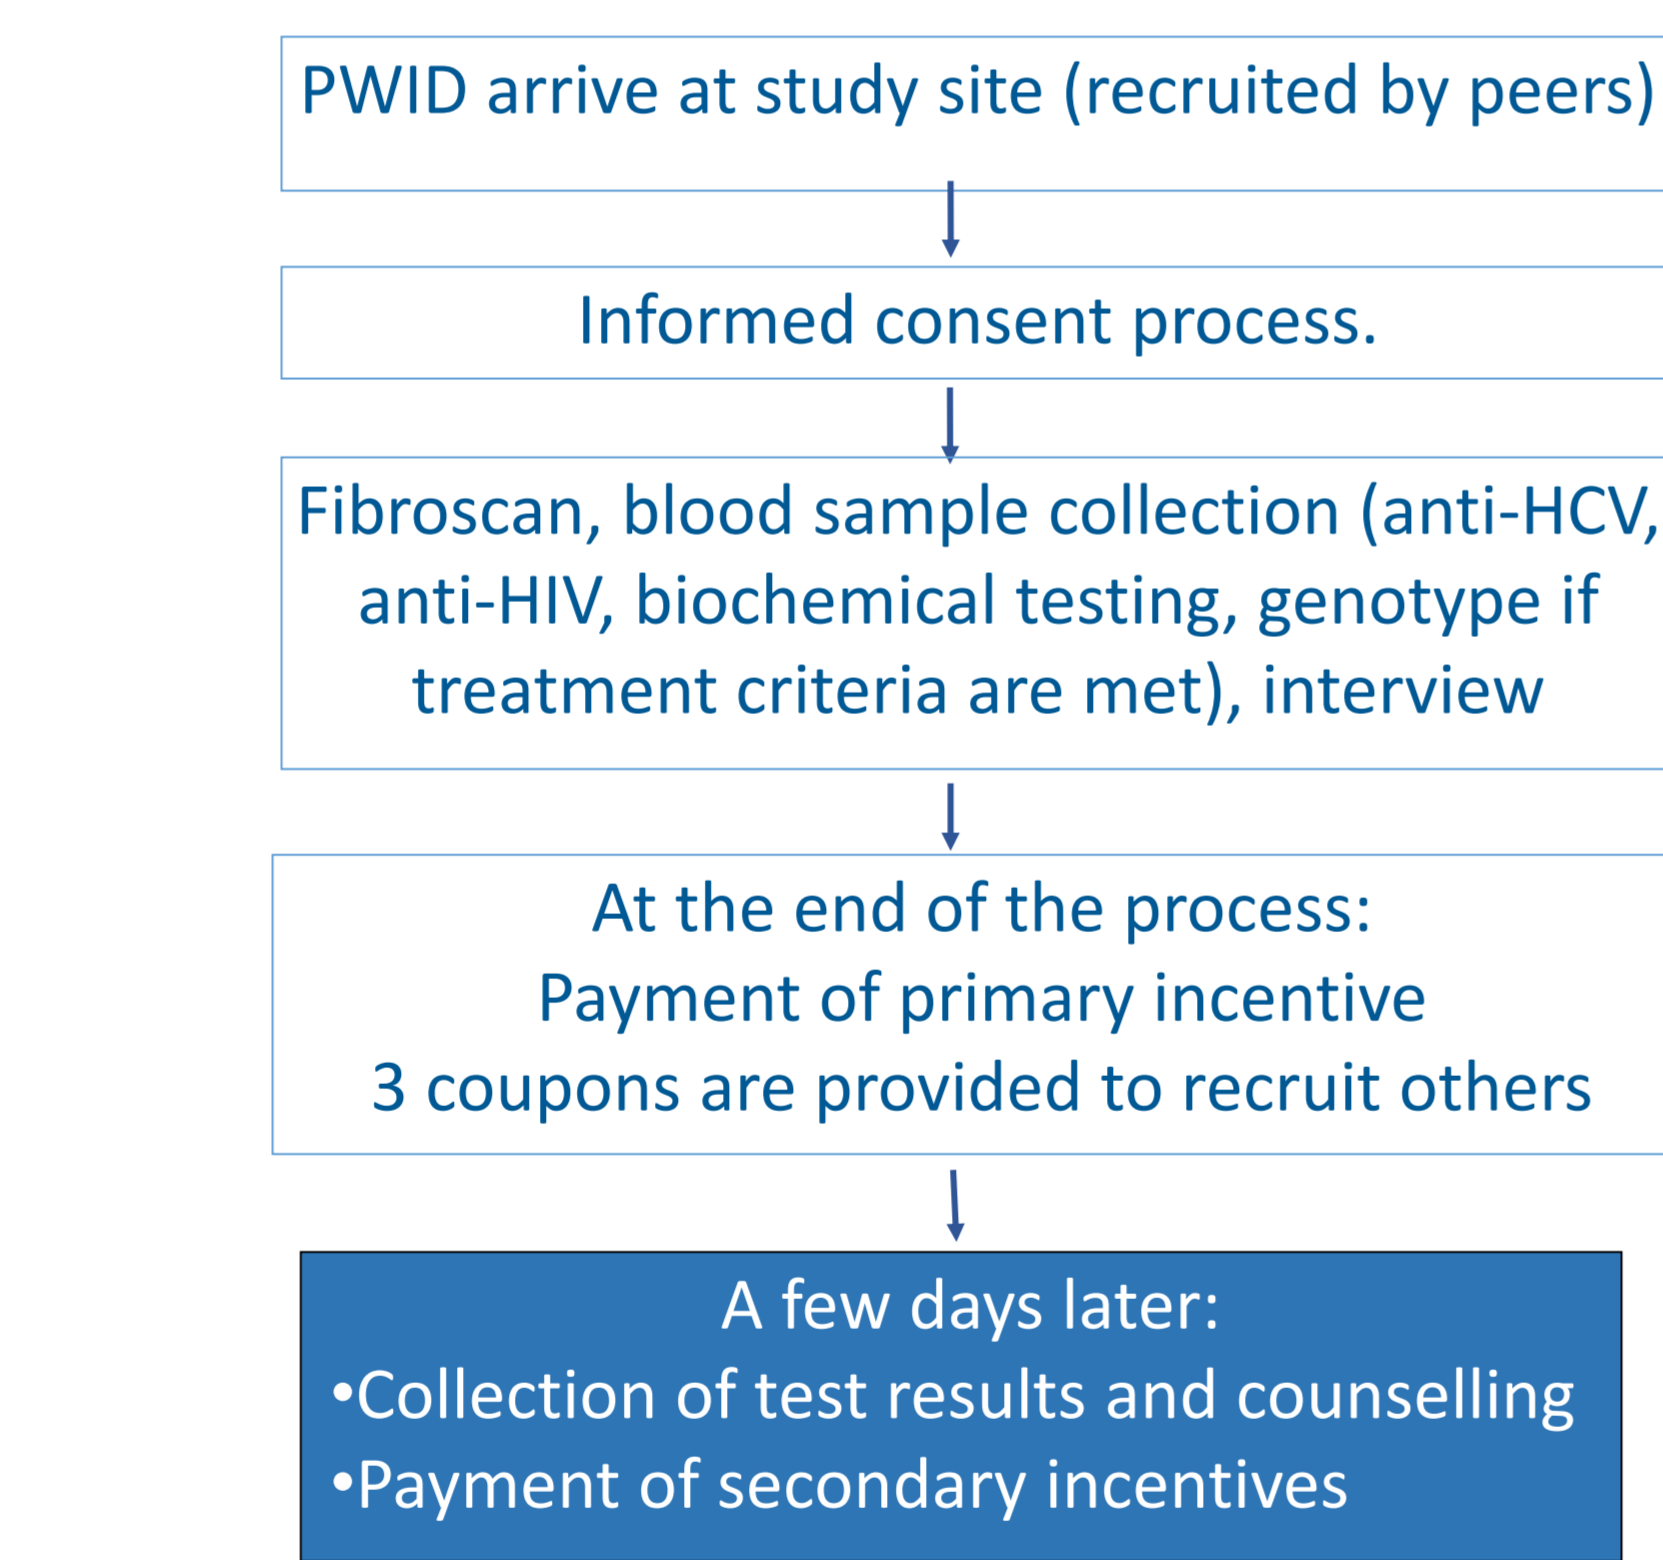 PWID arrive at study site (recruited by peers)
Informed consent process.
Fibroscan, blood sample collection (anti-HCV,
anti-HIV, biochemical testing, genotype if
treatment criteria are met), interview
At the end of the process:
Payment of primary incentive
3 coupons are provided to recruit others
A few days later:
•Collection of test results and counselling
•Payment of secondary incentives